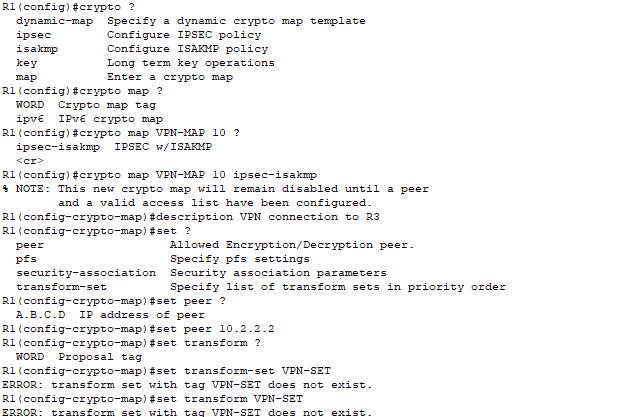 R1(config)#crypto ?
  dynamic-map  Specify a dynamic crypto map template
  ipsec        Configure IPSEC policy
  isakmp       Configure ISAKMP policy
  key          Long term key operations
  map          Enter a crypto map
R1(config)#crypto map ?
  WORD  Crypto map tag
  ipv6  IPv6 crypto map
R1(config)#crypto map VPN-MAP 10 ?
  ipsec-isakmp  IPSEC w/ISAKMP
  <cr>
R1(config)#crypto map VPN-MAP 10 ipsec-isakmp
% NOTE: This new crypto map will remain disabled until a peer
        and a valid access list have been configured.
R1(config-crypto-map)#description VPN connection to R3
R1(config-crypto-map)#set ?
  peer                  Allowed Encryption/Decryption peer.
  pfs                   Specify pfs settings
  security-association  Security association parameters
  transform-set         Specify list of transform sets in priority order
R1(config-crypto-map)#set peer ?
  A.B.C.D  IP address of peer
R1(config-crypto-map)#set peer 10.2.2.2
R1(config-crypto-map)#set transform ?
  WORD  Proposal tag
R1(config-crypto-map)#set transform-set VPN-SET
ERROR: transform set with tag VPN-SET does not exist.
R1(config-crypto-map)#set transform VPN-SET
ERROR: transform set with tag VPN-SET does not exist.